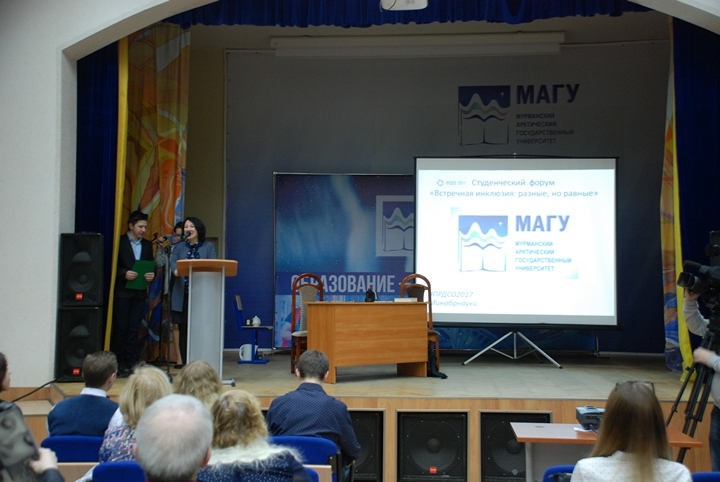 МАГУ
МУРМАНСКИЙ
АРКТИЧЕСКИЙ
ГОСУДАРСТВЕННЫЙ
УНИВЕРСИТЕТ
Студенческий форум
«Встречная инклюзия: разные, но равные»
МАГУ
МУРМАНСКИЙ
АРКТИЧЕСКИЙ
ГОСУДАРСТВЕННЫЙ
УНИВЕРСИТЕТ
ОБРАЗОВАНИЕ